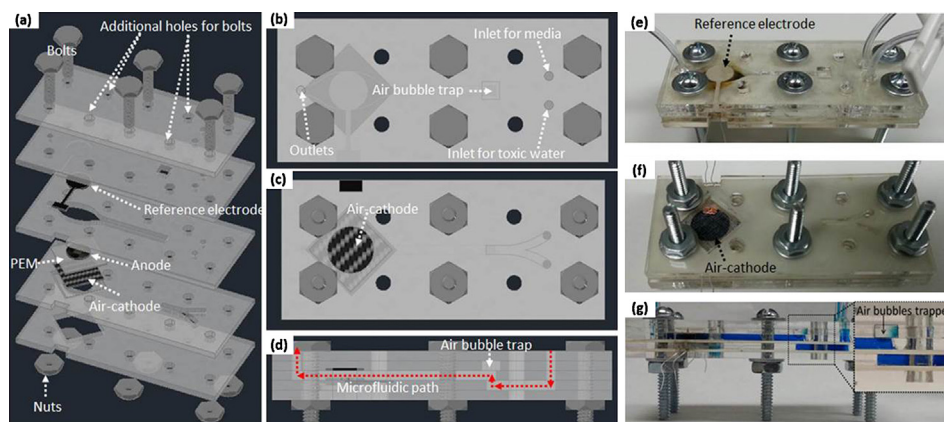 (a)
Additional holes for bolts
Bolts
Reference electrode
PEM
Anode
Air-cathode
Nuts
(b)
Inlet for media
Air bubble trap
Outlets
Inlet for toxic water
(c)
Air-cathode
(d)
Air bubble trap
Microfluidic path
(e)
Reference electrode
(f)
Air-cathode
(g)
Air bubbles trappe